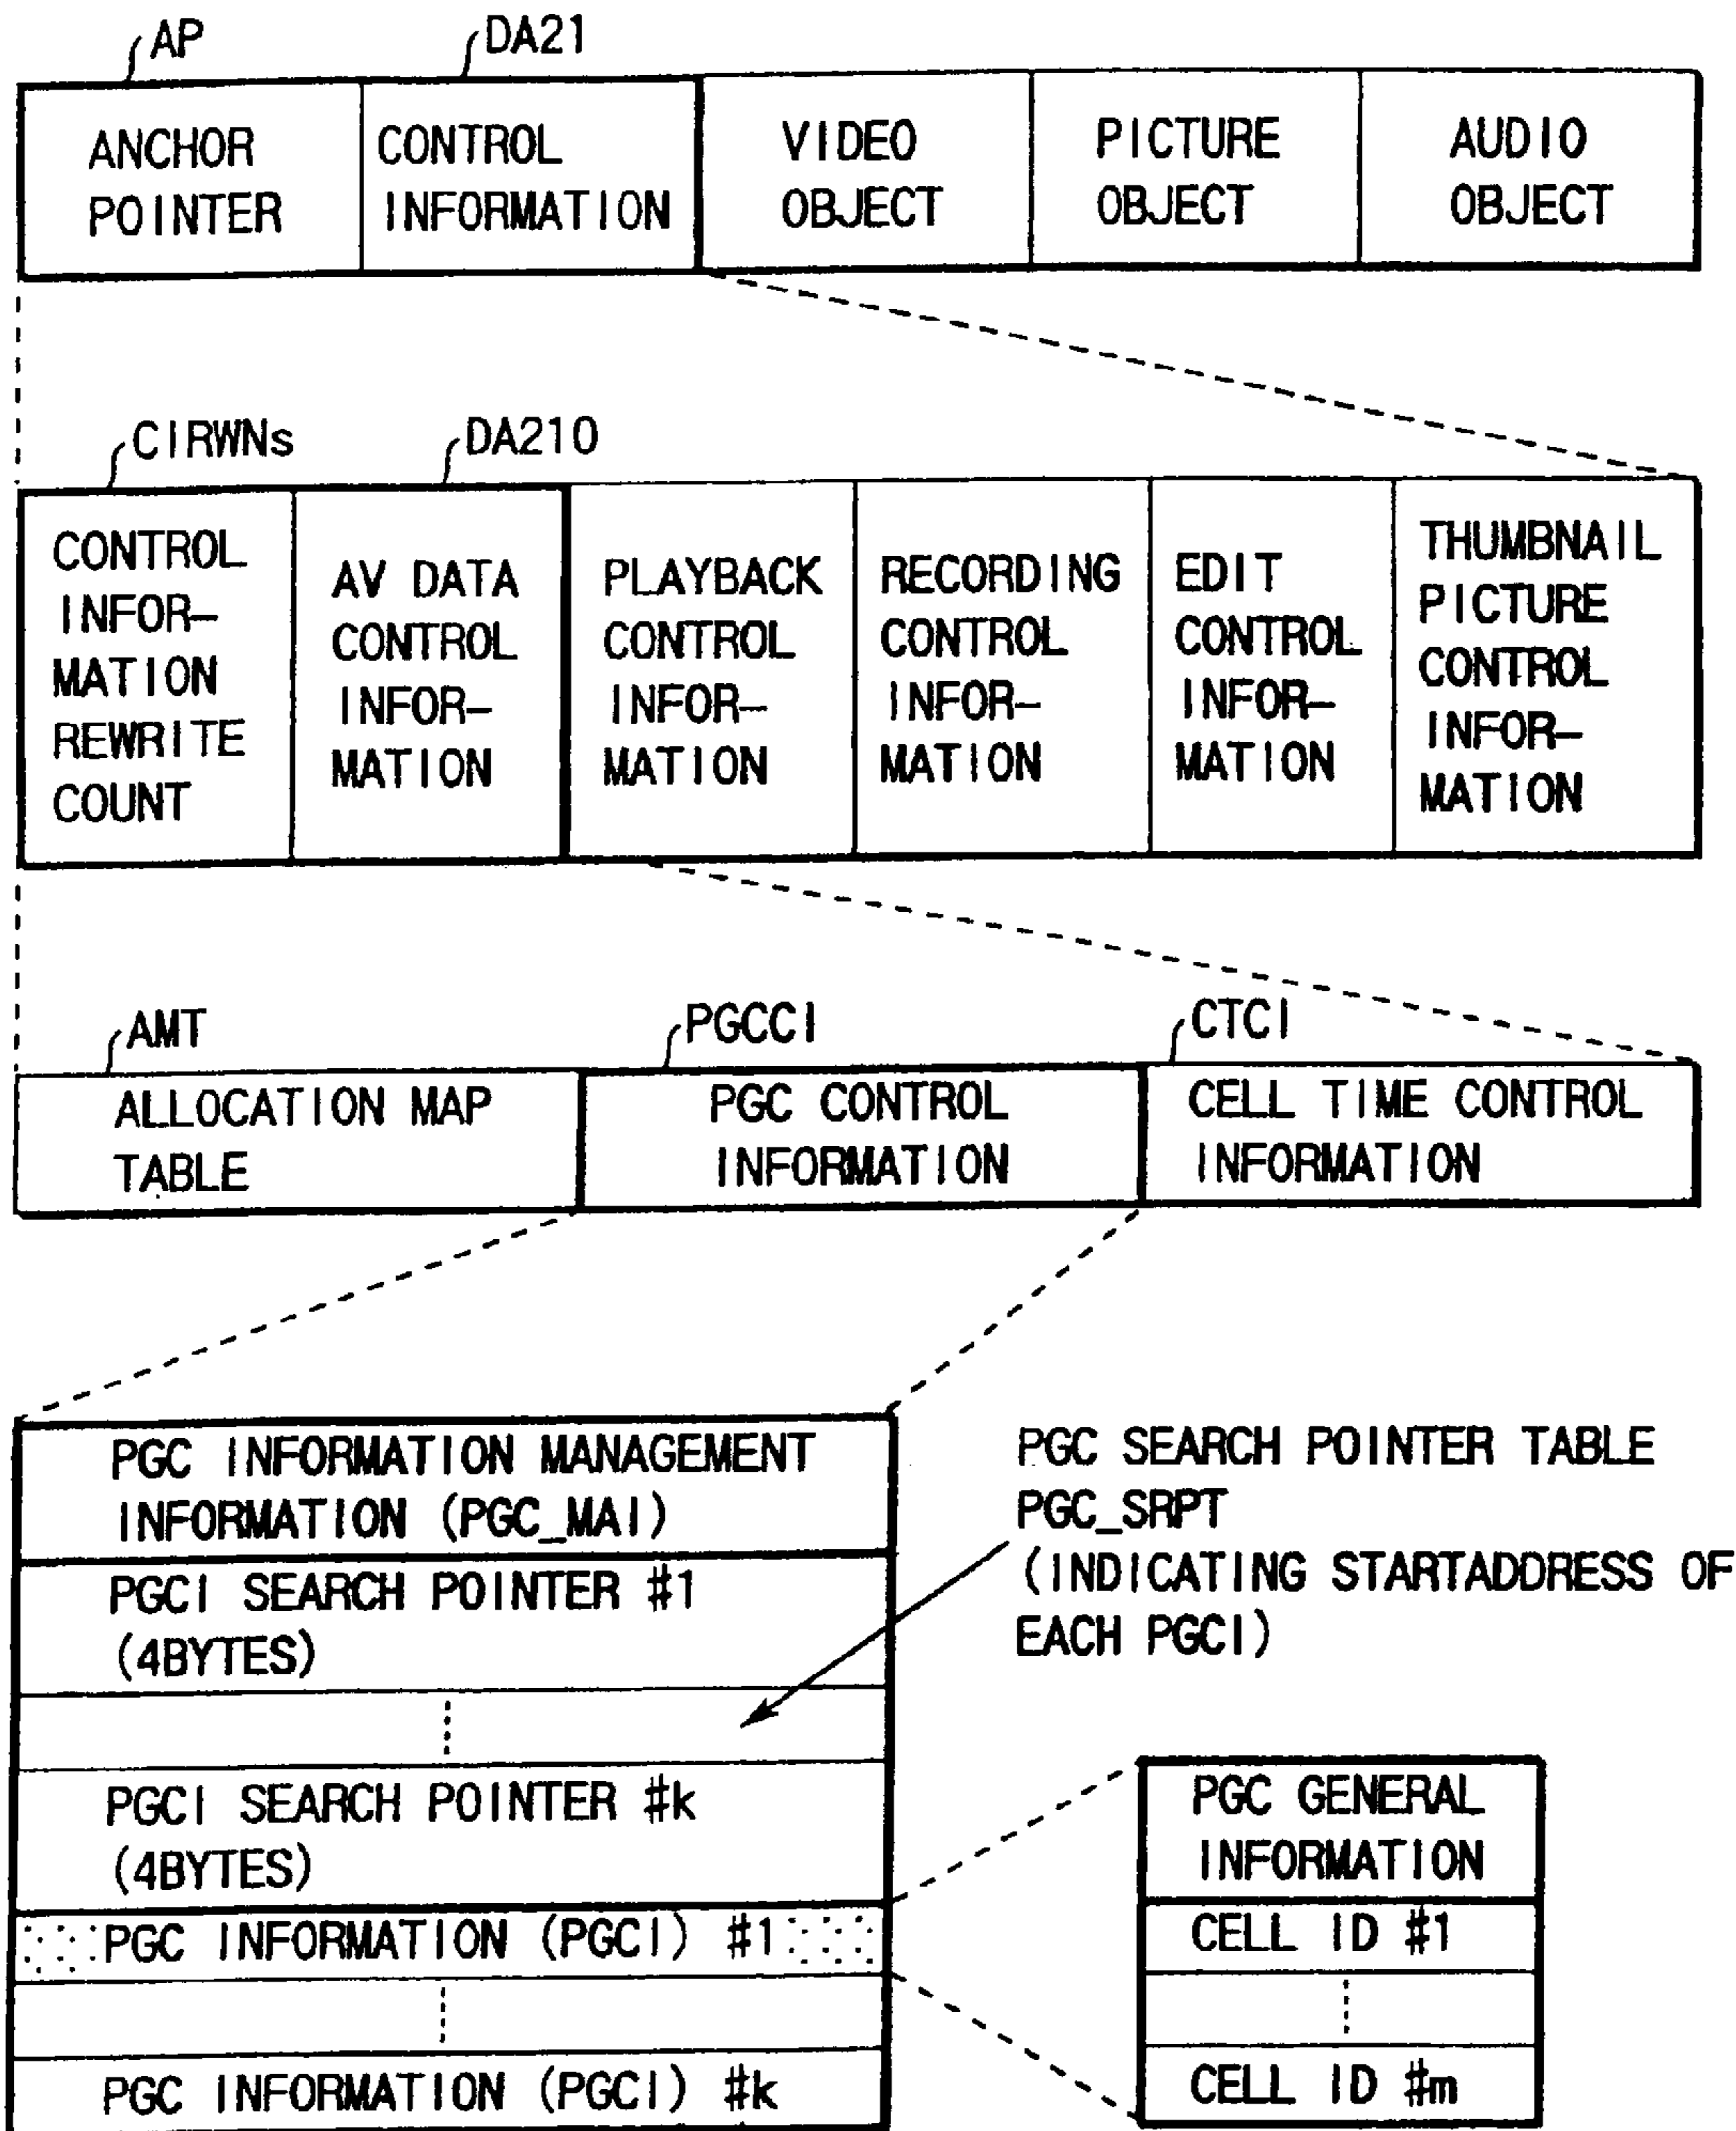 AP
DA21
ANCHOR
POINTER
CONTROL
INFORMATION
VIDEO
OBJECT
PICTURE
OBJECT
AUDIO
OBJECT
CIRWNs
DA210
CONTROL
INFOR-
MATION
REWRITE
COUNT
AV DATA
CONTROL
INFOR-
MATION
PLAYBACK
CONTROL
INFOR-
MATION
RECORDING
CONTROL
INFOR-
MATION
EDIT
CONTROL
INFOR-
MATION
THUMBNAIL
PICTURE
CONTROL
INFOR-
MATION
AMT
PGCCI
CTCI
ALLOCATION MAP
TABLE
PGC CONTROL
INFORMATION
CELL TIME CONTROL
INFORMATION
PGC INFORMATION MANAGEMENT
INFORMATION (PGC_MAI)
PGCI SEARCH POINTER #1
(4BYTES)
PGCI SEARCH POINTER #k
(4BYTES)
PGC INFORMATION (PGCI) #1
PGC INFORMATION (PGCI) #k
PGC SEARCH POINTER TABLE
PGC_SRPT
(INDICATING STARTADDRESS OF
EACH PGCI)
PGC GENERAL
INFORMATION
CELL ID #1
CELL ID #m